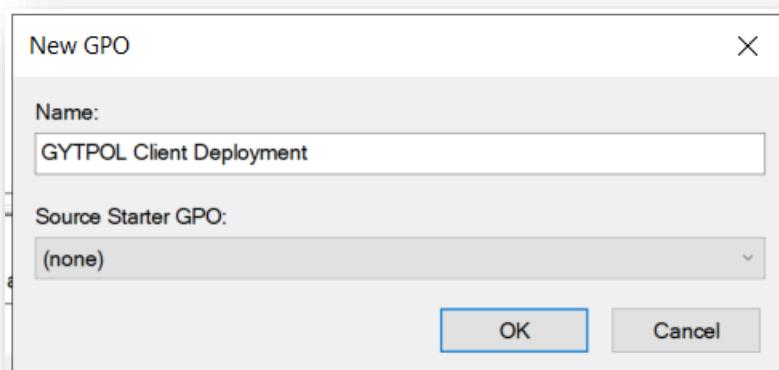 New GPO
Name:
GYTPOL Client Deployment
Source Starter GPO:
(none)
OK Cancel